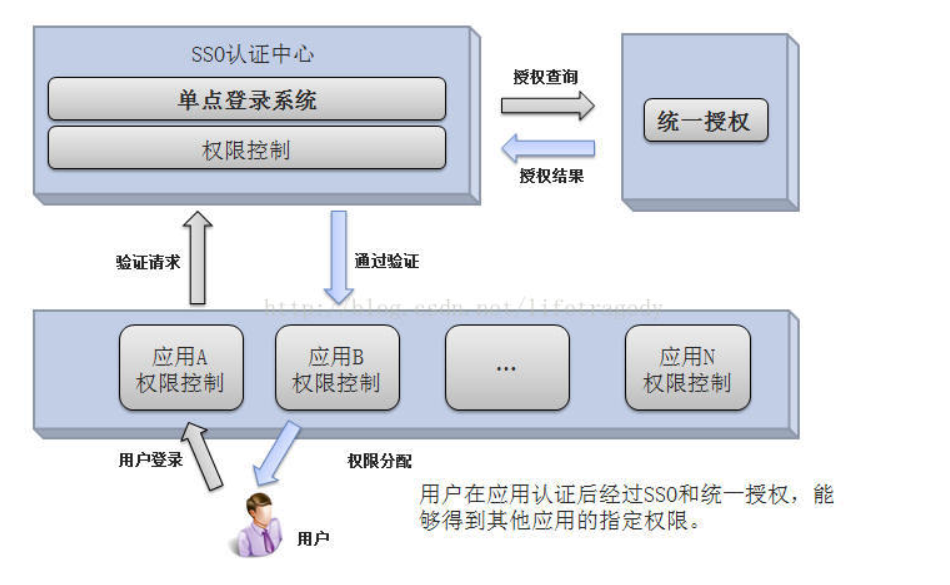 SSO认证中心
单点登录系统
权限控制
授权查询
统一授权
授权结果
验证请求
通过验证
http://blog.csdn.net/lifetragedy
应用A
权限控制
应用B
权限控制
...
应用N
权限控制
用户登录
权限分配
用户在应用认证后经过SSO和统一授权，能
够得到其他应用的指定权限。
用户